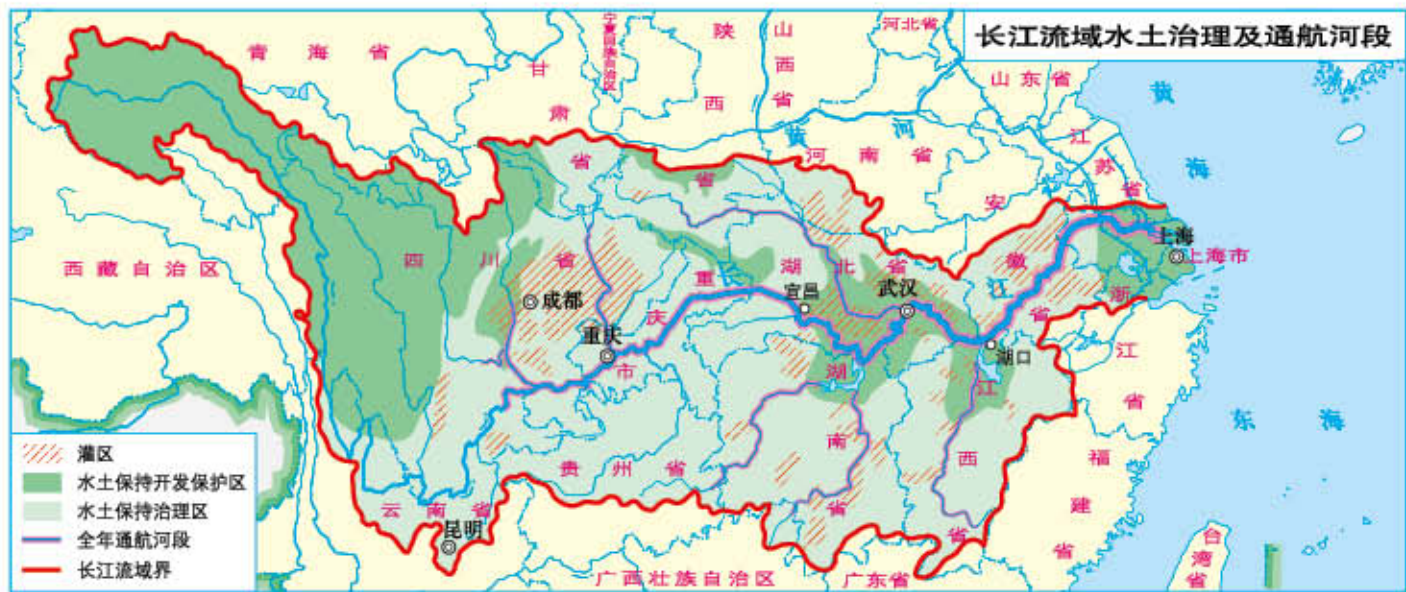 长江流域水土治理及通航河段
青海省
甘肃省
宁夏回族自治区
陕西省
山西省
河北省
山东省
黄河
河南省
江苏省
安徽省
黄海
上海
上海市
西藏自治区
四川省
成都
重庆
重庆市
长江
湖北省
宜昌
武汉
湖口
浙江省
湖南省
江西省
贵州省
云南省
昆明
福建省
东海
台湾省
广西壮族自治区
广东省
灌区
水土保持开发保护区
水土保持治理区
全年通航河段
长江流域界